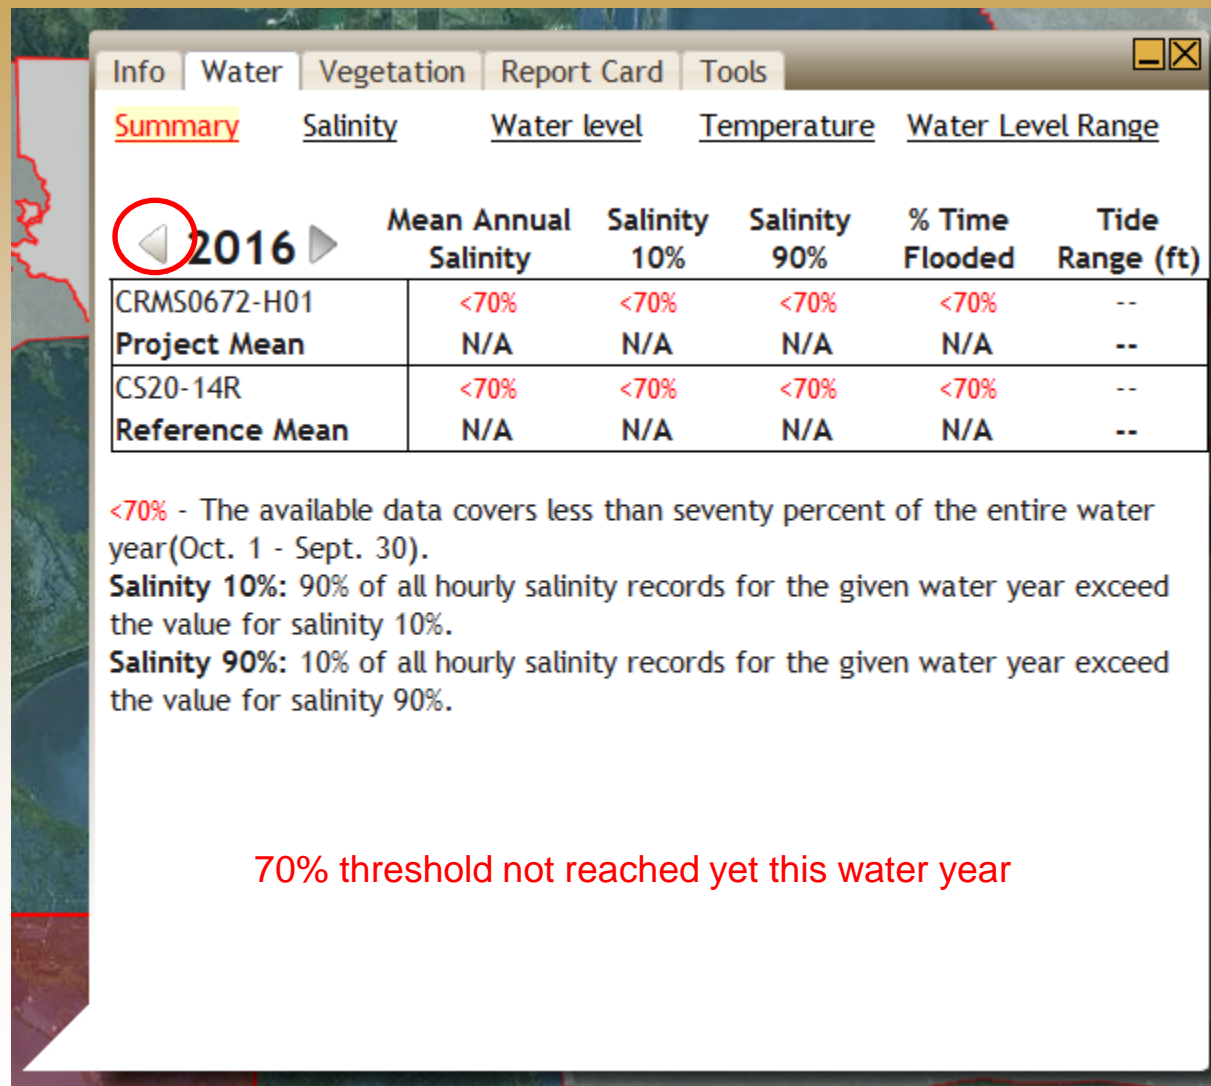 Info Water Vegetation Report Card Tools
Summary Salinity Water level Temperature Water Level Range
2016 Mean Annual Salinity Salinity 10% Salinity 90% % Time Flooded Tide Range (ft)
CRMS0672-H01 <70% <70% <70% <70% --
Project Mean N/A N/A N/A N/A --
CS20-14R <70% <70% <70% <70% --
Reference Mean N/A N/A N/A N/A --
<70% - The available data covers less than seventy percent of the entire water
year(Oct. 1 - Sept. 30).
Salinity 10%: 90% of all hourly salinity records for the given water year exceed
the value for salinity 10%.
Salinity 90%: 10% of all hourly salinity records for the given water year exceed
the value for salinity 90%.
70% threshold not reached yet this water year